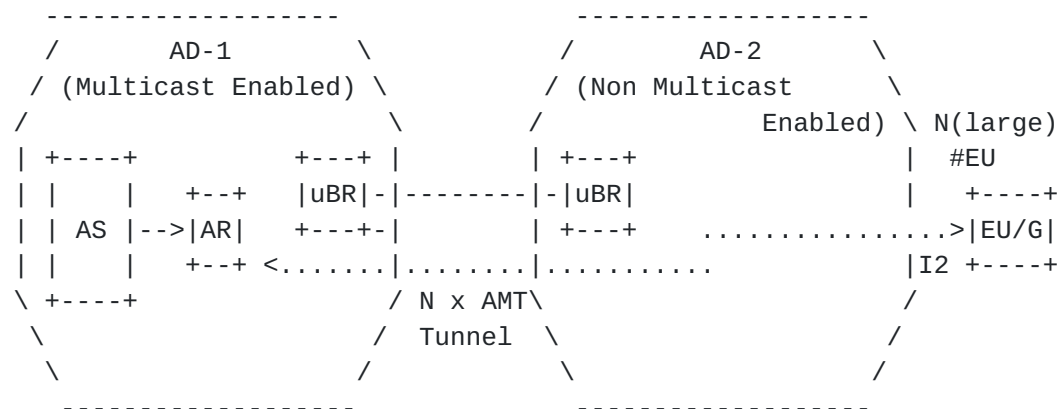 -------------------               -------------------
/       AD-1        \             /       AD-2        \
/ (Multicast Enabled) \         / (Non Multicast      \
/                       \       /              Enabled) \ N(large)
| +----+          +---+ |       | +---+                 |  #EU
| |    |   +--+   |uBR|-|--------|-|uBR|                |   +----+
| | AS |-->|AR|   +---+-|       | +---+    ................>|EU/G|
| |    |   +--+ <.......|........|...........            |I2 +----+
\ +----+                / N x AMT\                      /
\                     /  Tunnel  \                    /
\                   /            \                  /
-------------------               -------------------